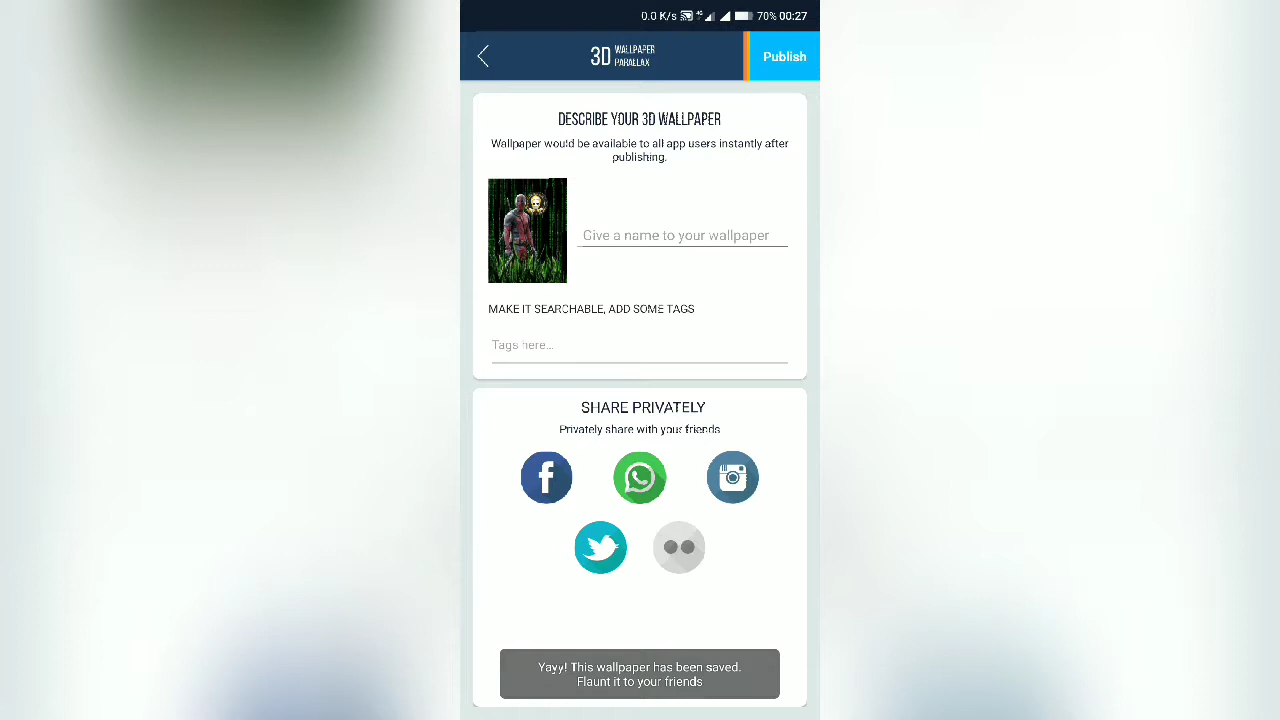 0.0 K/s 4G 70% 00:27
3D WALLPAPER
PARALLAX
Publish
DESCRIBE YOUR 3D WALLPAPER
Wallpaper would be available to all app users instantly after
publishing.
Give a name to your wallpaper
MAKE IT SEARCHABLE, ADD SOME TAGS
Tags here...
SHARE PRIVATELY
Privately share with your friends
Yayy! This wallpaper has been saved.
Flaunt it to your friends